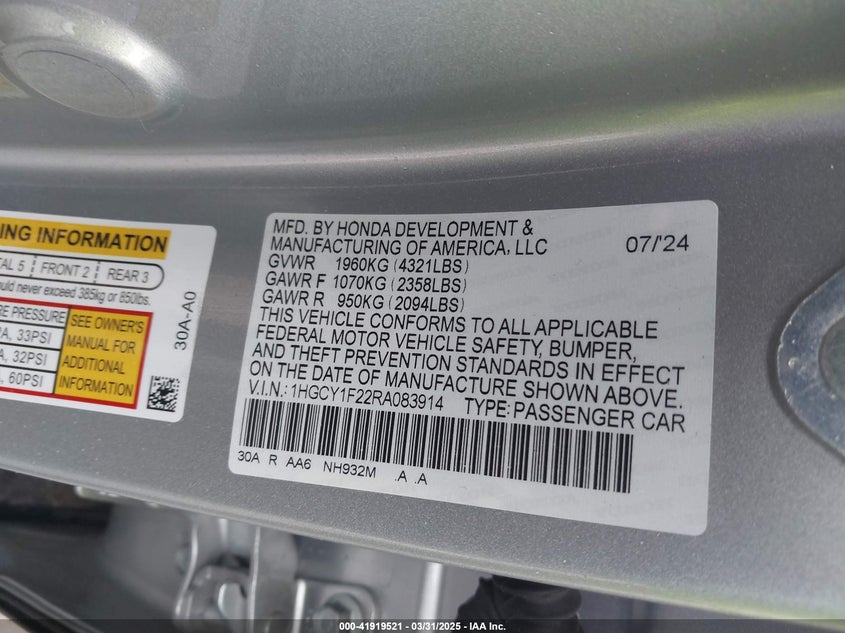 ING INFORMATION
TAL 5 FRONT 2 REAR 3
ould never exceed 385kg or 850lbs.
E PRESSURE
A, 33PSI
A, 32PSI
A, 60PSI
SEE OWNER'S
MANUAL FOR
ADDITIONAL
INFORMATION
30A-A0
MFD. BY HONDA DEVELOPMENT &
MANUFACTURING OF AMERICA, LLC 07/'24
GVWR 1960KG (4321LBS)
GAWR F 1070KG (2358LBS)
GAWR R 950KG (2094LBS)
THIS VEHICLE CONFORMS TO ALL APPLICABLE
FEDERAL MOTOR VEHICLE SAFETY, BUMPER,
AND THEFT PREVENTION STANDARDS IN EFFECT
ON THE DATE OF MANUFACTURE SHOWN ABOVE.
V.I.N.: 1HGCY1F22RA083914 TYPE: PASSENGER CAR
30A R AA6 NH932M .A .A
000-41919521 - 03/31/2025 - IAA Inc.